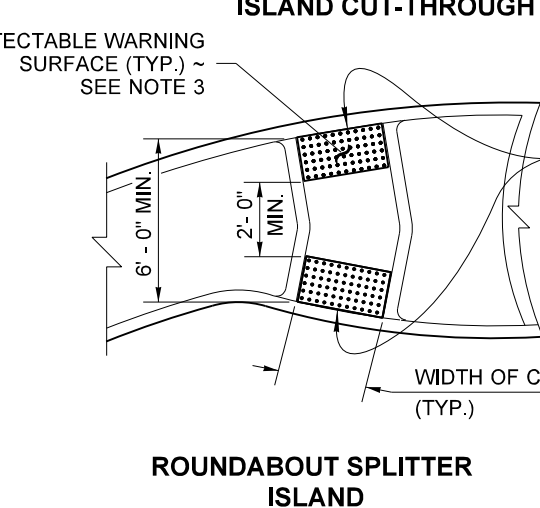 ISLAND CUT-THROUGH
TECTABLE WARNING
SURFACE (TYP.) ~
SEE NOTE 3
6' - 0" MIN.
2' - 0"
MIN.
WIDTH OF C
(TYP.)
ROUNDABOUT SPLITTER
ISLAND